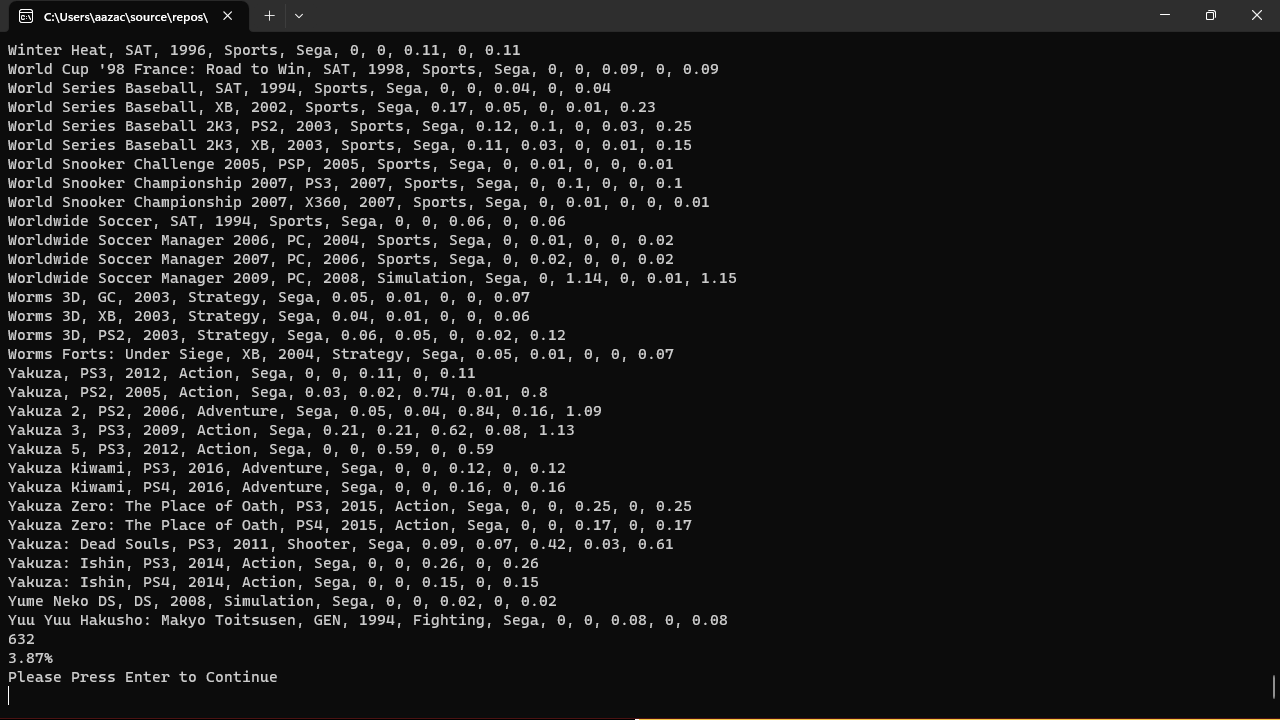 C:\Users\aazac\source\repos\
Winter Heat, SAT, 1996, Sports, Sega, 0, 0, 0.11, 0, 0.11
World Cup '98 France: Road to Win, SAT, 1998, Sports, Sega, 0, 0, 0.09, 0, 0.09
World Series Baseball, SAT, 1994, Sports, Sega, 0, 0, 0.04, 0, 0.04
World Series Baseball, XB, 2002, Sports, Sega, 0.17, 0.05, 0, 0.01, 0.23
World Series Baseball 2K3, PS2, 2003, Sports, Sega, 0.12, 0.1, 0, 0.03, 0.25
World Series Baseball 2K3, XB, 2003, Sports, Sega, 0.11, 0.03, 0, 0.01, 0.15
World Snooker Challenge 2005, PSP, 2005, Sports, Sega, 0, 0.01, 0, 0, 0.01
World Snooker Championship 2007, PS3, 2007, Sports, Sega, 0, 0.1, 0, 0, 0.1
World Snooker Championship 2007, X360, 2007, Sports, Sega, 0, 0.01, 0, 0, 0.01
Worldwide Soccer, SAT, 1994, Sports, Sega, 0, 0, 0.06, 0, 0.06
Worldwide Soccer Manager 2006, PC, 2004, Sports, Sega, 0, 0.01, 0, 0, 0.02
Worldwide Soccer Manager 2007, PC, 2006, Sports, Sega, 0, 0.02, 0, 0, 0.02
Worldwide Soccer Manager 2009, PC, 2008, Simulation, Sega, 0, 1.14, 0, 0.01, 1.15
Worms 3D, GC, 2003, Strategy, Sega, 0.05, 0.01, 0, 0, 0.07
Worms 3D, XB, 2003, Strategy, Sega, 0.04, 0.01, 0, 0, 0.06
Worms 3D, PS2, 2003, Strategy, Sega, 0.06, 0.05, 0, 0.02, 0.12
Worms Forts: Under Siege, XB, 2004, Strategy, Sega, 0.05, 0.01, 0, 0, 0.07
Yakuza, PS3, 2012, Action, Sega, 0, 0, 0.11, 0, 0.11
Yakuza, PS2, 2005, Action, Sega, 0.03, 0.02, 0.74, 0.01, 0.8
Yakuza 2, PS2, 2006, Adventure, Sega, 0.05, 0.04, 0.84, 0.16, 1.09
Yakuza 3, PS3, 2009, Action, Sega, 0.21, 0.21, 0.62, 0.08, 1.13
Yakuza 5, PS3, 2012, Action, Sega, 0, 0, 0.59, 0, 0.59
Yakuza Kiwami, PS3, 2016, Adventure, Sega, 0, 0, 0.12, 0, 0.12
Yakuza Kiwami, PS4, 2016, Adventure, Sega, 0, 0, 0.16, 0, 0.16
Yakuza Zero: The Place of Oath, PS3, 2015, Action, Sega, 0, 0, 0.25, 0, 0.25
Yakuza Zero: The Place of Oath, PS4, 2015, Action, Sega, 0, 0, 0.17, 0, 0.17
Yakuza: Dead Souls, PS3, 2011, Shooter, Sega, 0.09, 0.07, 0.42, 0.03, 0.61
Yakuza: Ishin, PS3, 2014, Action, Sega, 0, 0, 0.26, 0, 0.26
Yakuza: Ishin, PS4, 2014, Action, Sega, 0, 0, 0.15, 0, 0.15
Yume Neko DS, DS, 2008, Simulation, Sega, 0, 0, 0.02, 0, 0.02
Yuu Yuu Hakusho: Makyo Toitsusen, GEN, 1994, Fighting, Sega, 0, 0, 0.08, 0, 0.08
632
3.87%
Please Press Enter to Continue